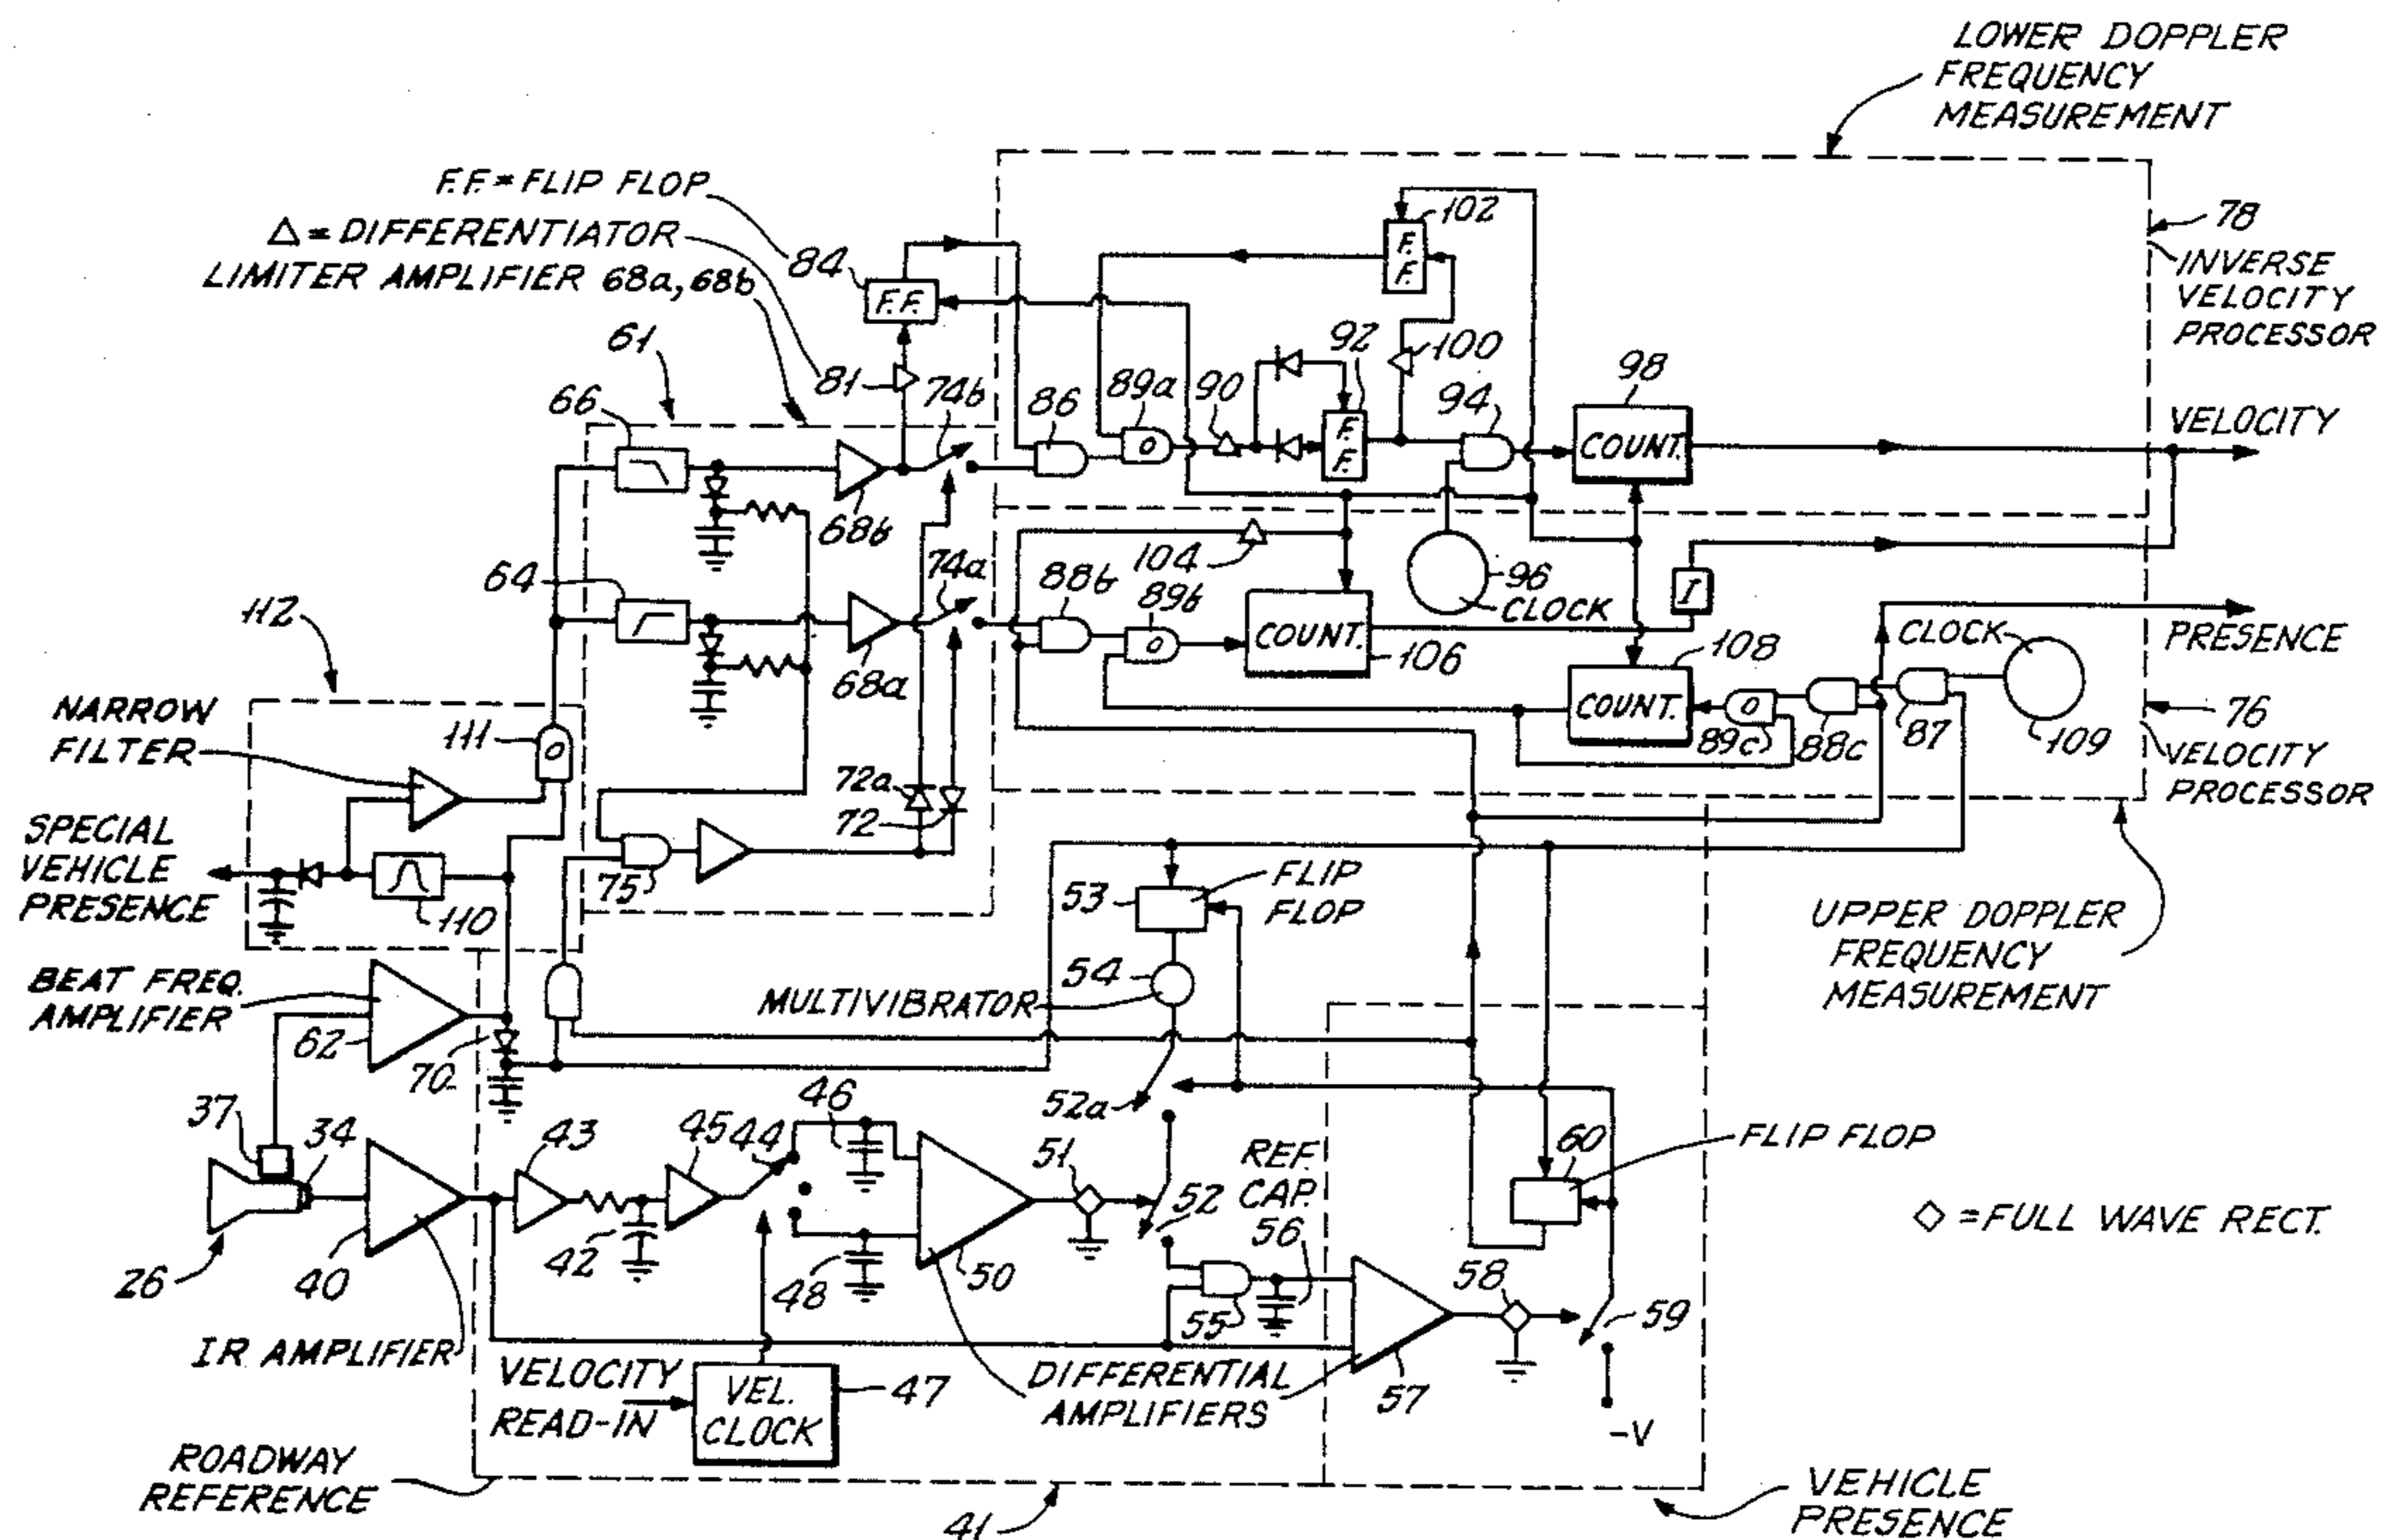 LOWER DOPPLER
FREQUENCY
MEASUREMENT
F.F. = FLIP FLOP
Δ = DIFFERENTIATOR
LIMITER AMPLIFIER 68a, 68b
84
F.F.
102
F.
F.
78
INVERSE
VELOCITY
PROCESSOR
61
81
74b
86
89a
90
92
F.
F.
100
94
98
COUNT.
VELOCITY
66
68b
64
68a
74a
88b
89b
104
COUNT.
106
96
CLOCK
I
CLOCK
PRESENCE
108
COUNT.
89c
88c
87
109
76
VELOCITY
PROCESSOR
112
NARROW
FILTER
111
72a
72
SPECIAL
VEHICLE
PRESENCE
110
75
53
FLIP
FLOP
UPPER DOPPLER
FREQUENCY
MEASUREMENT
BEAT FREQ.
AMPLIFIER
62
70
54
MULTIVIBRATOR
52a
37
34
43
45
44
46
51
52
REF.
CAP.
56
60
FLIP FLOP
◇ = FULL WAVE RECT.
26
40
42
48
50
55
58
59
IR AMPLIFIER
VELOCITY
READ-IN
VEL.
CLOCK
47
DIFFERENTIAL
AMPLIFIERS
57
-V
ROADWAY
REFERENCE
41
VEHICLE
PRESENCE